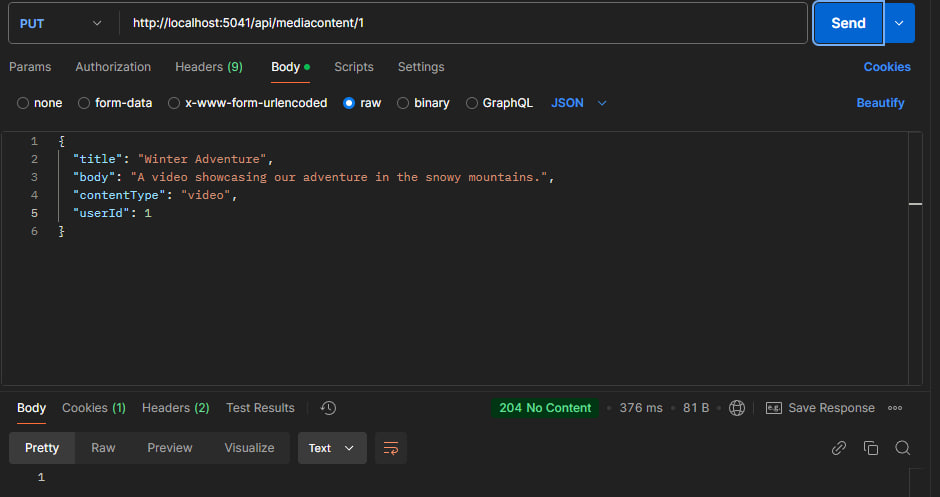 PUT http://localhost:5041/api/mediacontent/1 Send
Params Authorization Headers (9) Body Scripts Settings Cookies
none form-data x-www-form-urlencoded raw binary GraphQL JSON Beautify
1 {
2 "title": "Winter Adventure",
3 "body": "A video showcasing our adventure in the snowy mountains.",
4 "contentType": "video",
5 "userId": 1
6 }
Body Cookies (1) Headers (2) Test Results 204 No Content 376 ms 81 B e.g. Save Response
Pretty Raw Preview Visualize Text
1